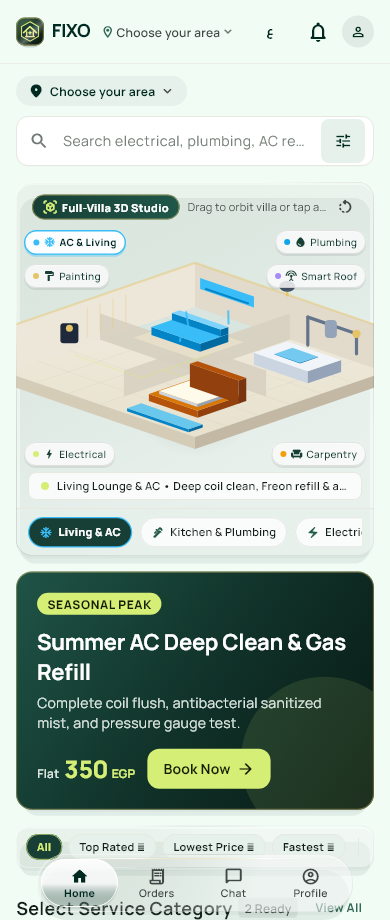 FIXO Choose your area ع
Choose your area
Search electrical, plumbing, AC re...
Full-Villa 3D Studio Drag to orbit villa or tap a...
AC & Living Plumbing
Painting Smart Roof
Electrical Carpentry
Living Lounge & AC • Deep coil clean, Freon refill & a...
Living & AC Kitchen & Plumbing Electri
SEASONAL PEAK
Summer AC Deep Clean & Gas
Refill
Complete coil flush, antibacterial sanitized
mist, and pressure gauge test.
Flat 350 EGP Book Now →
All Top Rated Lowest Price Fastest
Home Orders Chat Profile
Select Service Category 2 Ready View All